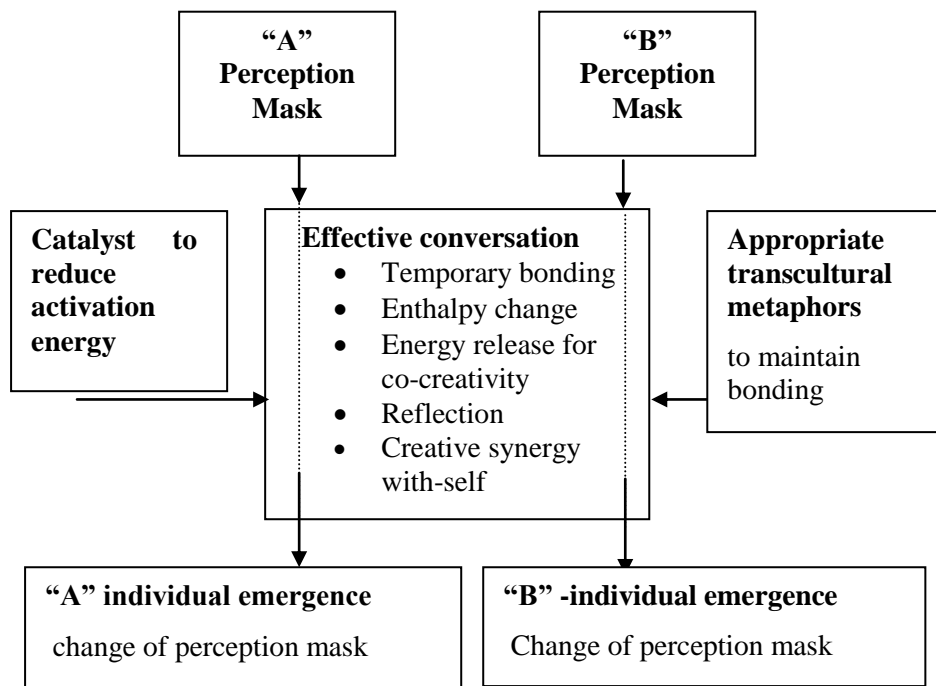 “A”
Perception
Mask
“B”
Perception
Mask
Catalyst to
reduce
activation
energy
Effective conversation
• Temporary bonding
• Enthalpy change
• Energy release for
co-creativity
• Reflection
• Creative synergy
with-self
Appropriate
transcultural
metaphors
to maintain
bonding
“A” individual emergence
change of perception mask
“B” -individual emergence
Change of perception mask